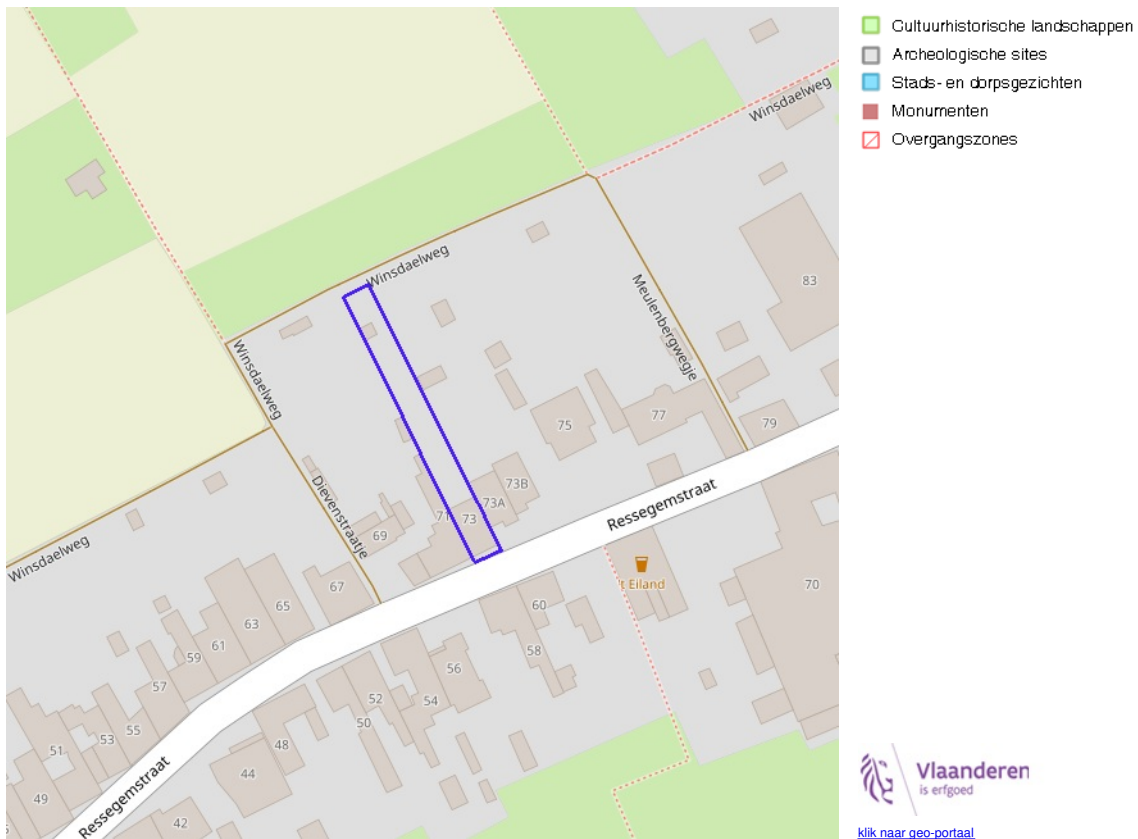 Cultuurhistorische landschappen
Archeologische sites
Stads- en dorpsgezichten
Monumenten
Overgangszones
Winsdaelweg
Winsdaelweg
Winsdaelweg
Winsdaelweg
Meulenbergwegje
Dievenstraatje
Ressegemstraat
Ressegemstraat
83
75
77
79
73B
73A
73
71
69
67
65
63
61
59
57
55
53
51
49
't Eiland
70
60
58
56
54
52
50
48
44
42
Vlaanderen
is erfgoed
klik naar geo-portaal